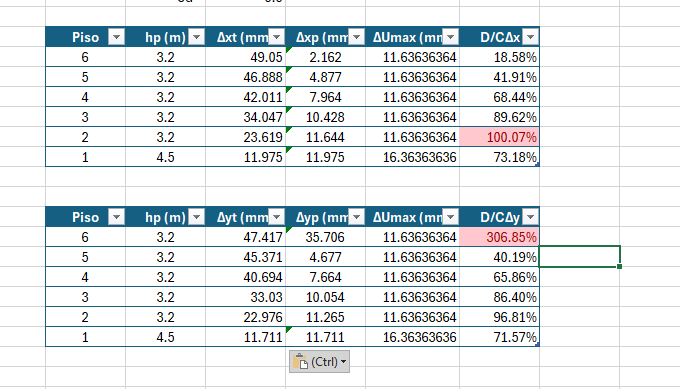 Piso hp (m) Δxt (mm Δxp (mm ΔUmax (mm D/CΔx
6 3.2 49.05 2.162 11.63636364 18.58%
5 3.2 46.888 4.877 11.63636364 41.91%
4 3.2 42.011 7.964 11.63636364 68.44%
3 3.2 34.047 10.428 11.63636364 89.62%
2 3.2 23.619 11.644 11.63636364 100.07%
1 4.5 11.975 11.975 16.36363636 73.18%
Piso hp (m) Δyt (mm Δyp (mm ΔUmax (mm D/CΔy
6 3.2 47.417 35.706 11.63636364 306.85%
5 3.2 45.371 4.677 11.63636364 40.19%
4 3.2 40.694 7.664 11.63636364 65.86%
3 3.2 33.03 10.054 11.63636364 86.40%
2 3.2 22.976 11.265 11.63636364 96.81%
1 4.5 11.711 11.711 16.36363636 71.57%
(Ctrl)